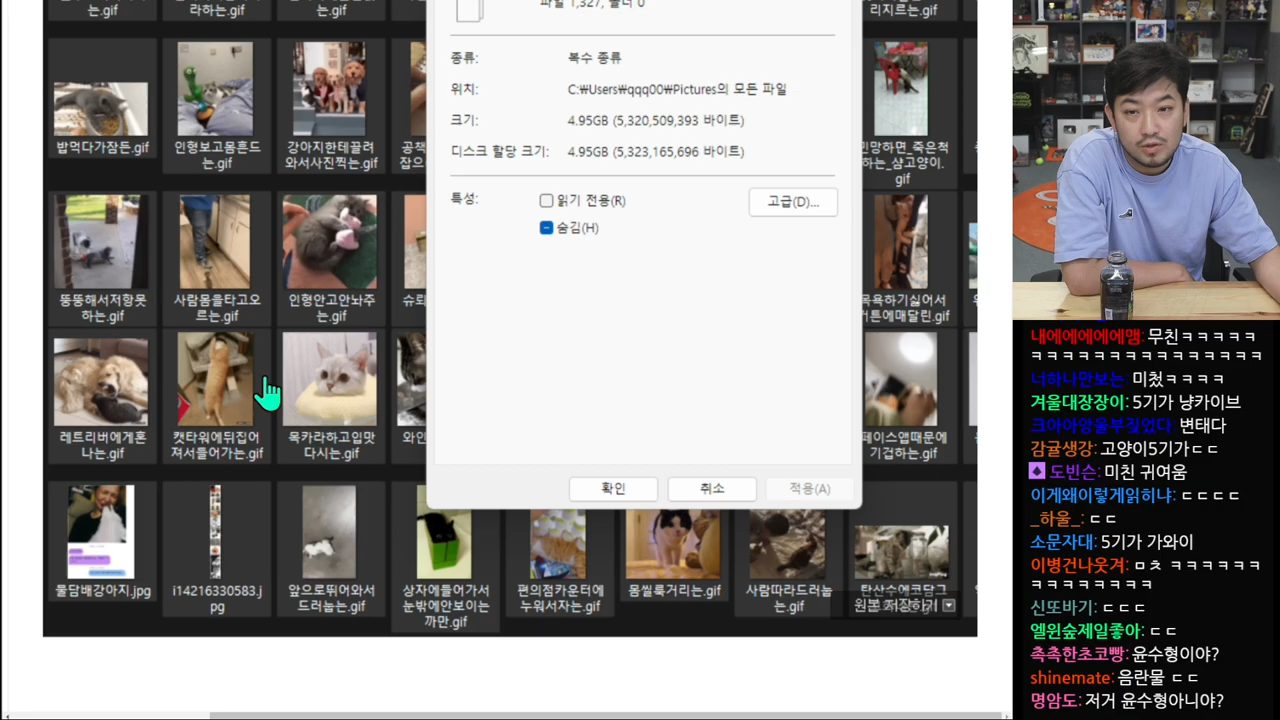 는.gif
라하는.gif
는.gif
파일 1,327, 폴더 0
리지르는.gif
종류:
복수 종류
위치:
C:₩Users₩qqq00₩Pictures의 모든 파일
크기:
4.95GB (5,320,509,393 바이트)
디스크 할당 크기:
4.95GB (5,323,165,696 바이트)
특성:
읽기 전용(R)
고급(D)...
숨김(H)
확인
취소
적용(A)
밥먹다가잠든.gif
인형보고몸흔드
는.gif
강아지한테끌려
와서사진찍는.gif
하는_삼고양이.
gif
뚱뚱해서저항못
하는.gif
사람몸을타고오
르는.gif
인형안고안놔주
는.gif
슈뢰
목욕하기싫어서
커튼에매달린.gif
레트리버에게혼
나는.gif
캣타워에뒤집어
져서들어가는.gif
목카라하고입맛
다시는.gif
와인
페이스앱때문에
기겁하는.gif
물담배강아지.jpg
i14216330583.j
pg
앞으로뛰어와서
드러눕는.gif
상자에들어가서
눈밖에안보이는
까만.gif
편의점카운터에
누워서자는.gif
몸씰룩거리는.gif
사람따라드러눕
는.gif
원본 저장하기
내에에에에에맴: 무친ㅋㅋㅋㅋㅋ
ㅋㅋㅋㅋㅋㅋㅋㅋㅋㅋㅋㅋㅋㅋㅋ
너하나만보는: 미쳤ㅋㅋㅋㅋ
겨울대장장이: 5기가 냥카이브
크아아앙울부짖었다: 변태다
감귤생강: 고양이5기가ㄷㄷ
도빈슨: 미친 귀여움
이게왜이렇게읽히냐: ㄷㄷㄷㄷ
_하울_: ㄷㄷ
소문자대: 5기가 가와이
이병건나웃겨: ㅁㅊ ㅋㅋㅋㅋㅋㅋ
ㅋㅋㅋㅋㅋㅋㅋㅋ
신또바기: ㄷㄷㄷ
엘윈숲제일좋아: ㄷㄷ
촉촉한초코빵: 윤수형이야?
shinemate: 음란물 ㄷㄷ
명암도: 저거 윤수형아니야?